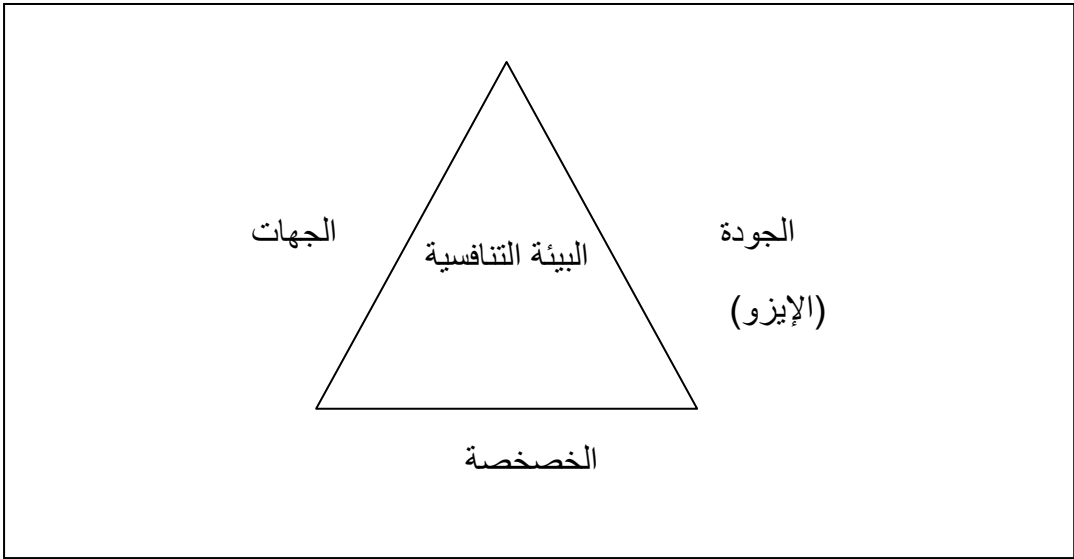 الجودة
الجهات
البيئة التنافسية
(الإيزو)
الخصخصة